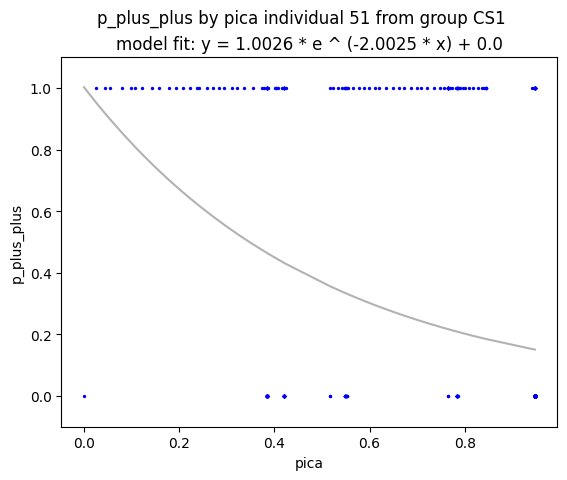 p_plus_plus by pica individual 51 from group CS1
model fit: y = 1.0026 * e ^ (-2.0025 * x) + 0.0
1.0
0.8
0.6
0.4
0.2
0.0
p_plus_plus
0.0 0.2 0.4 0.6 0.8
pica